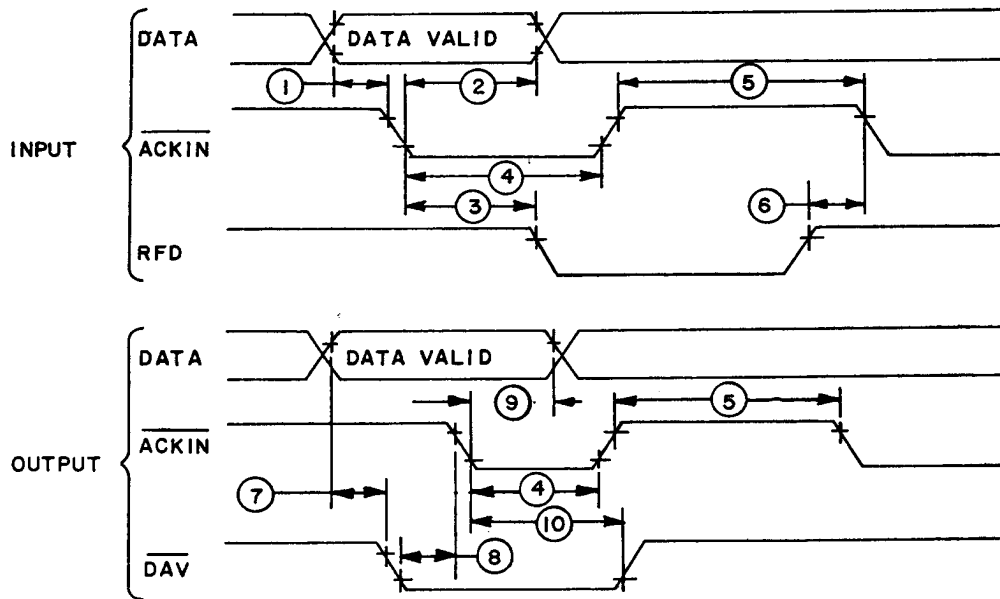 DATA
DATA VALID
1
2
5
INPUT
ACKIN
4
3
6
RFD
DATA
DATA VALID
9
5
ACKIN
OUTPUT
7
4
10
8
DAV